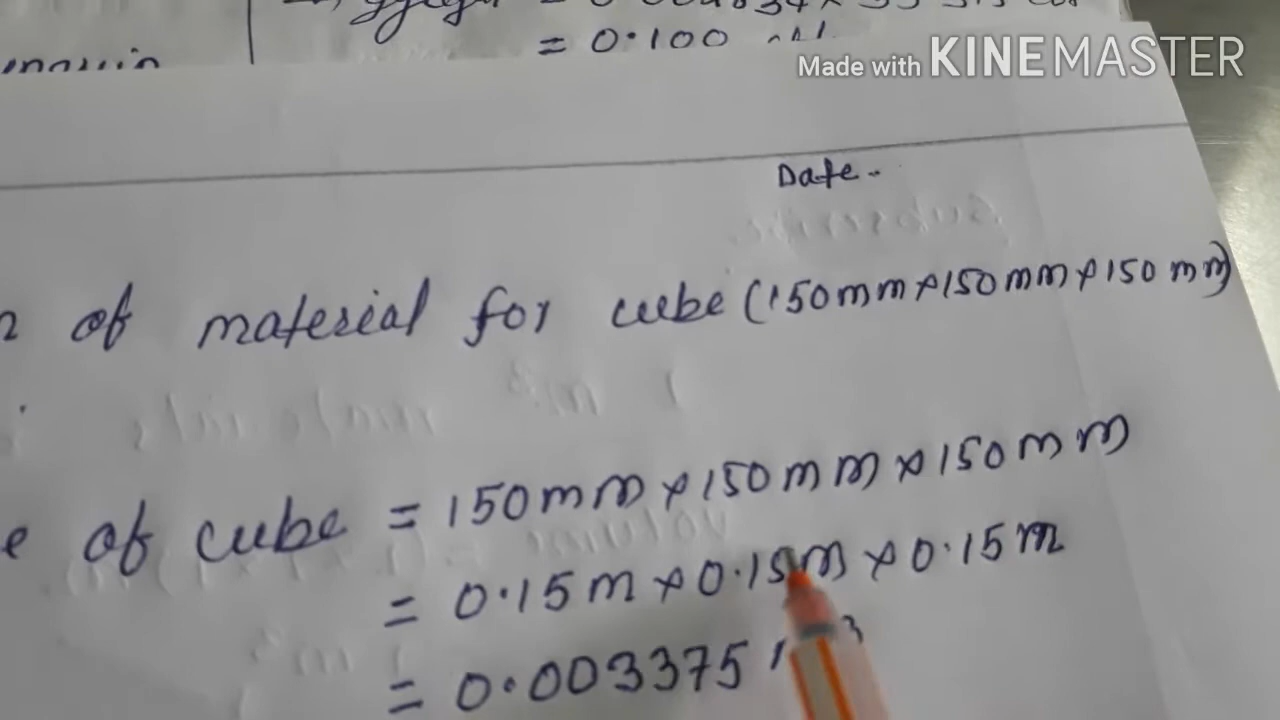 = 0.100
Made with KINEMASTER
Date-
of material for cube (150mm×150mm×150mm)
of cube = 150mm×150mm×150mm
= 0.15m×0.15m×0.15m
= 0.003375